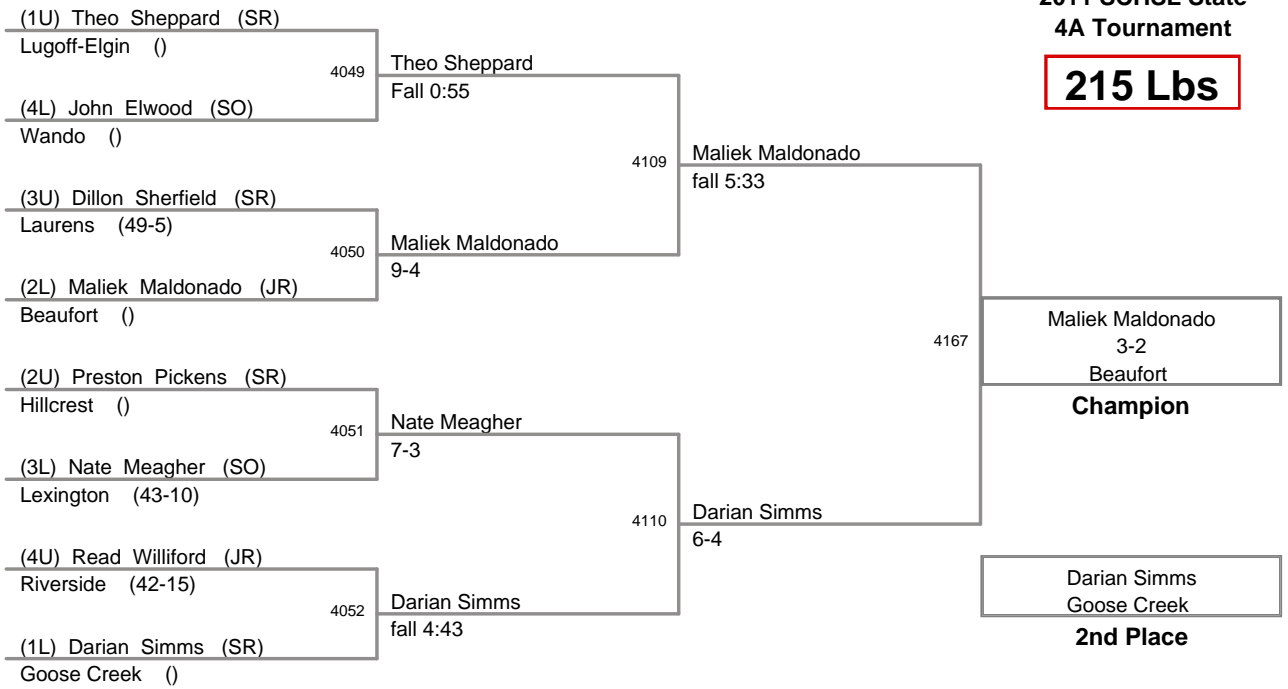 4A Tournament
215 Lbs
(1U) Theo Sheppard (SR)
Lugoff-Elgin ()
4049
(4L) John Elwood (SO)
Wando ()
Theo Sheppard
Fall 0:55
(3U) Dillon Sherfield (SR)
Laurens (49-5)
4050
(2L) Maliek Maldonado (JR)
Beaufort ()
Maliek Maldonado
9-4
4109
Maliek Maldonado
fall 5:33
(2U) Preston Pickens (SR)
Hillcrest ()
4051
(3L) Nate Meagher (SO)
Lexington (43-10)
Nate Meagher
7-3
(4U) Read Williford (JR)
Riverside (42-15)
4052
(1L) Darian Simms (SR)
Goose Creek ()
Darian Simms
fall 4:43
4110
Darian Simms
6-4
4167
Maliek Maldonado
3-2
Beaufort
Champion
Darian Simms
Goose Creek
2nd Place